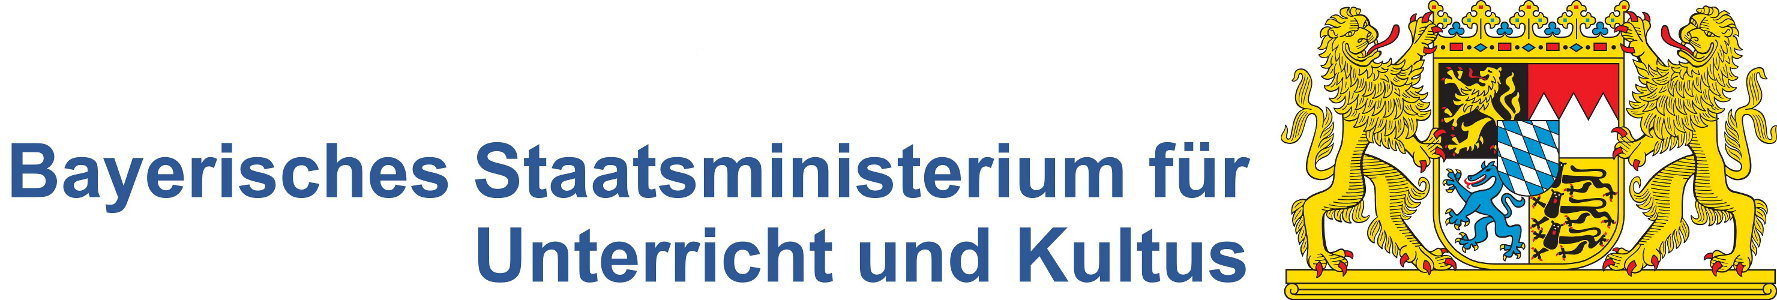 Bayerisches Staatsministerium für
Unterricht und Kultus